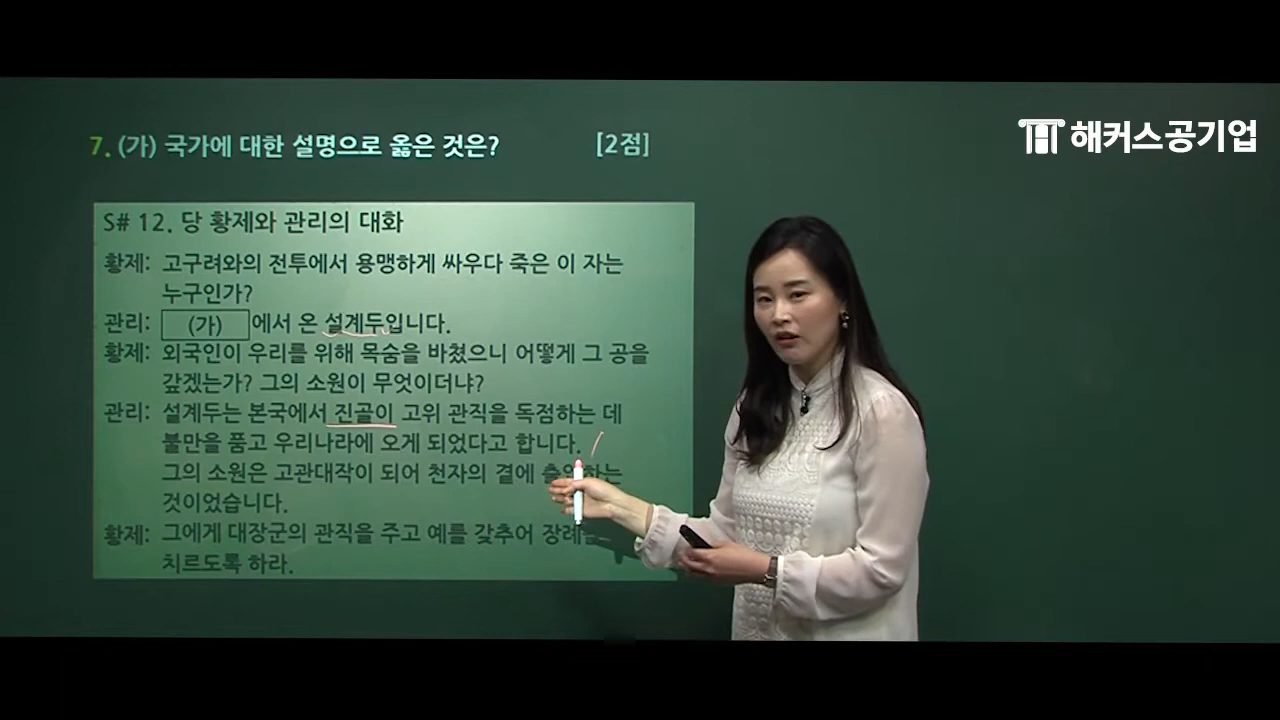 해커스공기업
7. (가) 국가에 대한 설명으로 옳은 것은? [2점]
S# 12. 당 황제와 관리의 대화
황제: 고구려와의 전투에서 용맹하게 싸우다 죽은 이 자는
누구인가?
관리: (가) 에서 온 설계두입니다.
황제: 외국인이 우리를 위해 목숨을 바쳤으니 어떻게 그 공을
갚겠는가? 그의 소원이 무엇이더냐?
관리: 설계두는 본국에서 진골이 고위 관직을 독점하는 데
불만을 품고 우리나라에 오게 되었다고 합니다.
그의 소원은 고관대작이 되어 천자의 곁에
것이었습니다.
황제: 그에게 대장군의 관직을 주고 예를 갖추어
치르도록 하라.